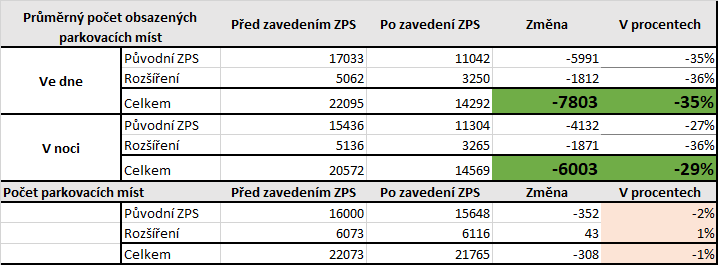 Průměrný počet obsazených parkovacích míst Před zavedením ZPS Po zavedení ZPS Změna V procentech
Ve dne
Původní ZPS 17033 11042 -5991 -35%
Rozšíření 5062 3250 -1812 -36%
Celkem 22095 14292 -7803 -35%
V noci
Původní ZPS 15436 11304 -4132 -27%
Rozšíření 5136 3265 -1871 -36%
Celkem 20572 14569 -6003 -29%
Počet parkovacích míst Před zavedením ZPS Po zavedení ZPS Změna V procentech
Původní ZPS 16000 15648 -352 -2%
Rozšíření 6073 6116 43 1%
Celkem 22073 21765 -308 -1%